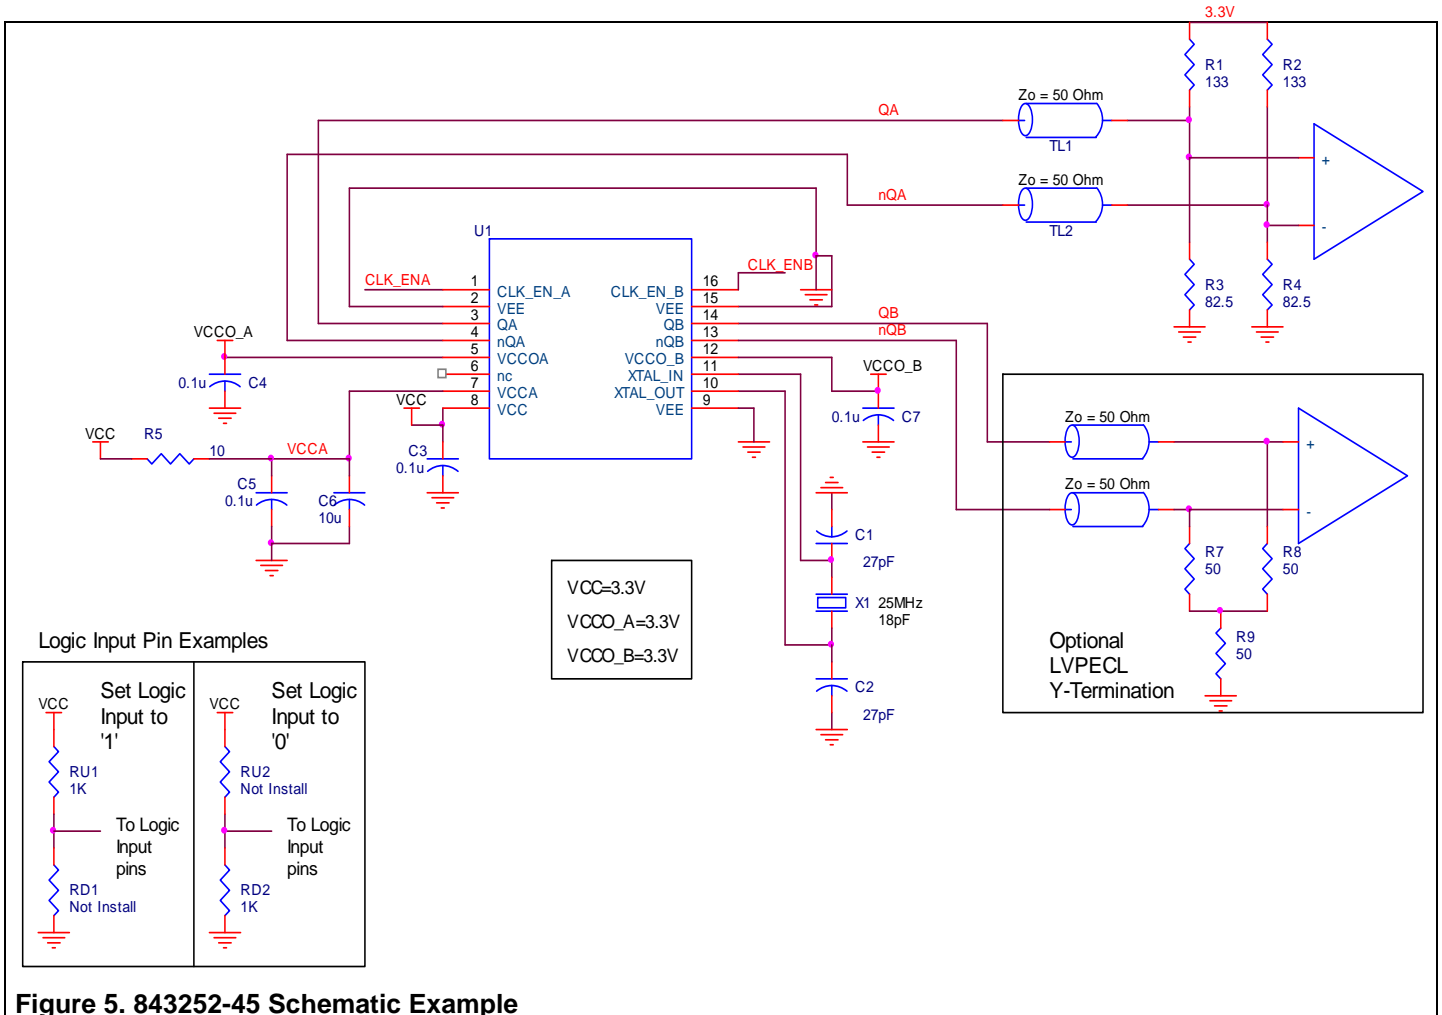 3.3V
R1
133
R2
133
Zo = 50 Ohm
QA
TL1
+
Zo = 50 Ohm
nQA
TL2
-
U1
R3
82.5
R4
82.5
CLK_ENA
CLK_ENB
1
CLK_EN_A
2
VEE
3
QA
4
nQA
5
VCCOA
6
nc
7
VCCA
8
VCC
16
CLK_EN_B
15
VEE
14
QB
13
nQB
12
VCCO_B
11
XTAL_IN
10
XTAL_OUT
9
VEE
QB
nQB
VCCO_A
0.1u
C4
VCCO_B
0.1u
C7
VCC
VCC
R5
10
VCCA
C3
0.1u
C5
0.1u
C6
10u
Zo = 50 Ohm
+
Zo = 50 Ohm
-
R7
50
R8
50
R9
50
Optional
LVPECL
Y-Termination
C1
27pF
X1
25MHz
18pF
C2
27pF
VCC=3.3V
VCCO_A=3.3V
VCCO_B=3.3V
Logic Input Pin Examples
VCC
Set Logic
Input to
'1'
RU1
1K
To Logic
Input
pins
RD1
Not Install
VCC
Set Logic
Input to
'0'
RU2
Not Install
To Logic
Input
pins
RD2
1K
Figure 5. 843252-45 Schematic Example